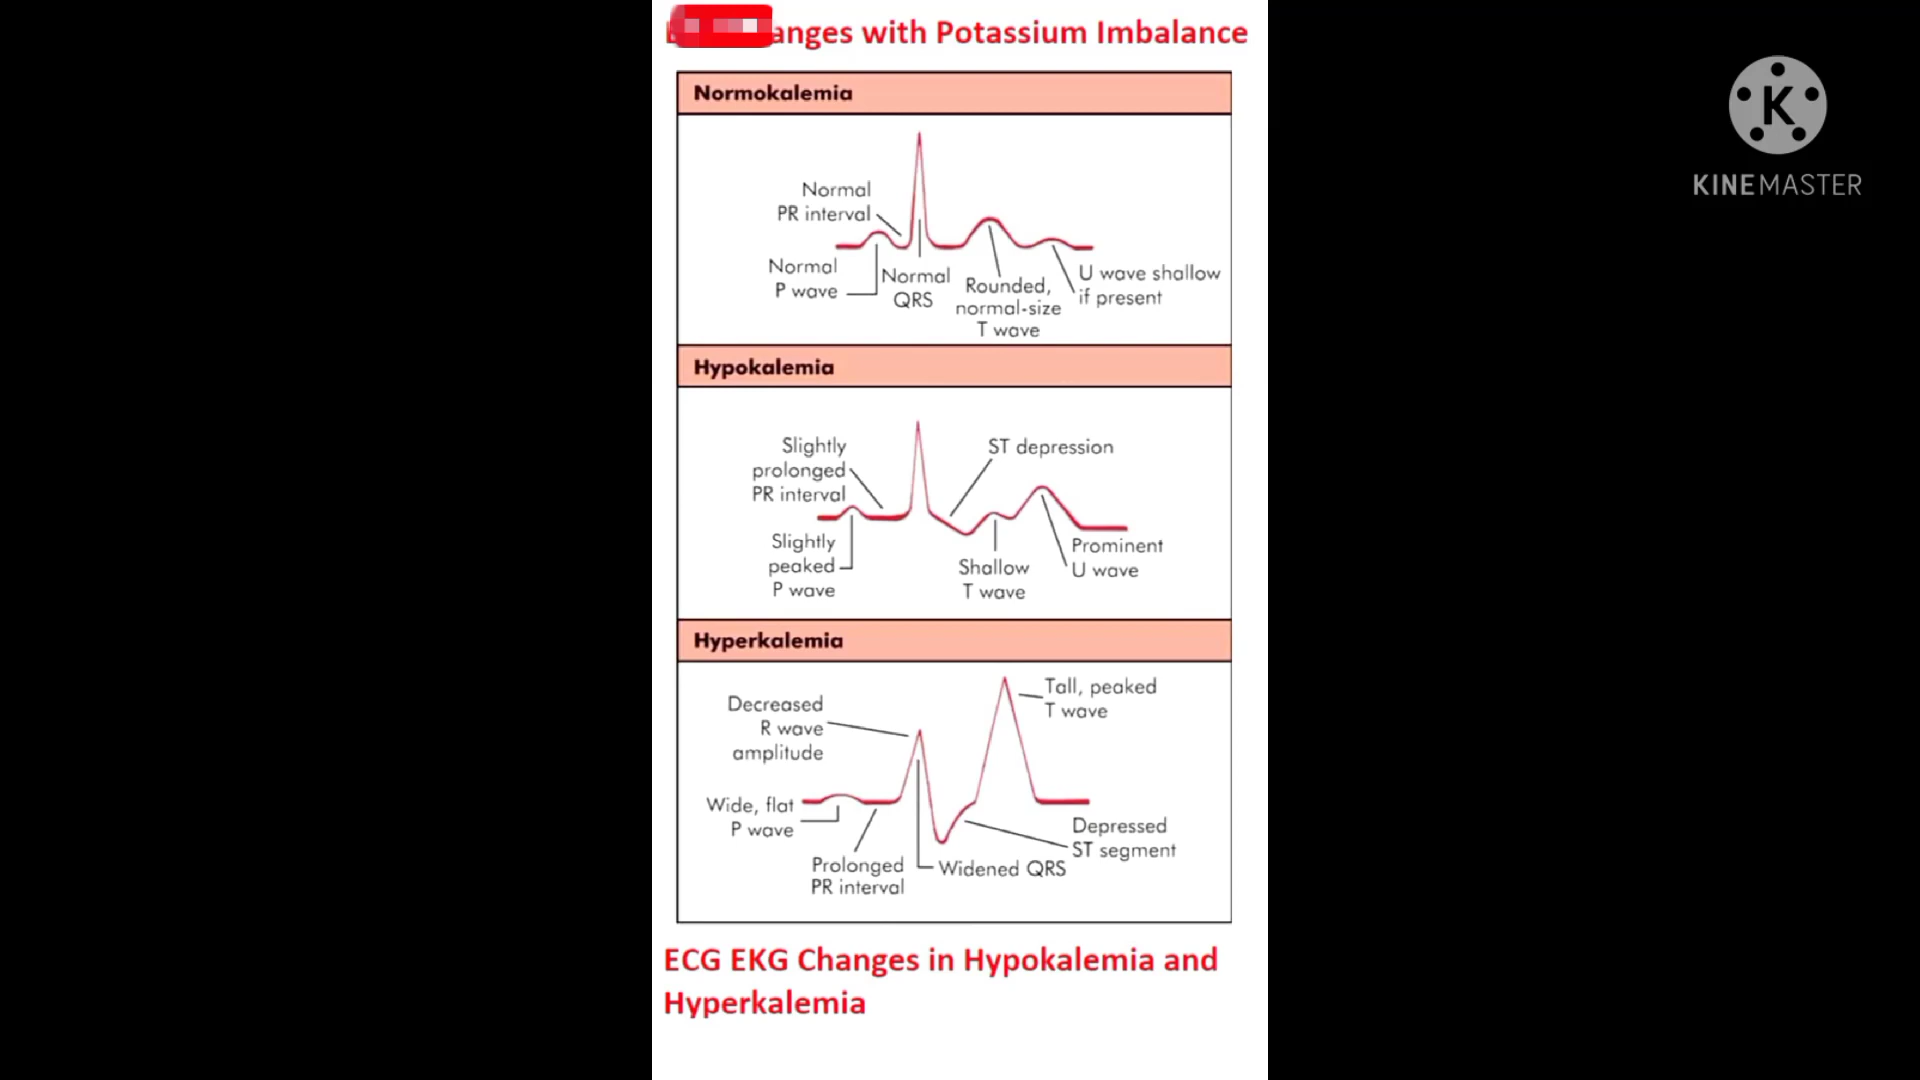 anges with Potassium Imbalance
KINEMASTER
Normokalemia
Normal
PR interval
Normal
P wave
Normal
QRS
Rounded,
normal-size
T wave
U wave shallow
if present
Hypokalemia
Slightly
prolonged
PR interval
ST depression
Slightly
peaked
P wave
Shallow
T wave
Prominent
U wave
Hyperkalemia
Decreased
R wave
amplitude
Tall, peaked
T wave
Wide, flat
P wave
Prolonged
PR interval
Widened QRS
Depressed
ST segment
ECG EKG Changes in Hypokalemia and
Hyperkalemia